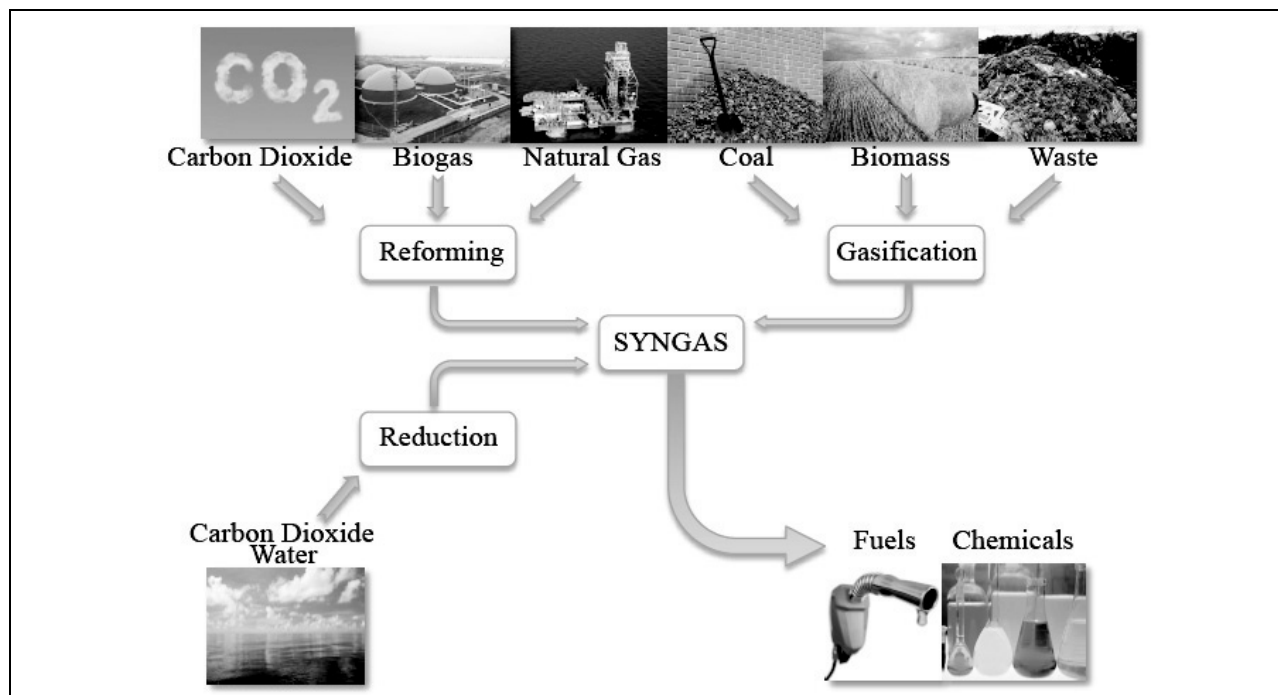 CO2
Carbon Dioxide
Biogas
Natural Gas
Coal
Biomass
Waste
Reforming
Gasification
SYNGAS
Reduction
Carbon Dioxide
Water
Fuels
Chemicals